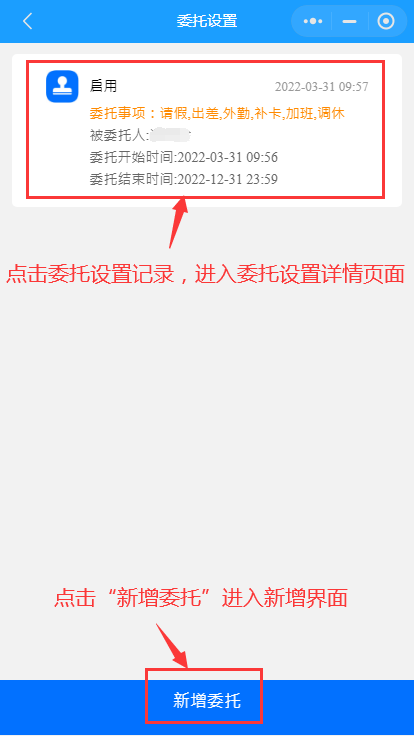 委托设置
启用
2022-03-31 09:57
委托事项：请假,出差,外勤,补卡,加班,调休
被委托人:
委托开始时间:2022-03-31 09:56
委托结束时间:2022-12-31 23:59
点击委托设置记录，进入委托设置详情页面
点击“新增委托”进入新增界面
新增委托